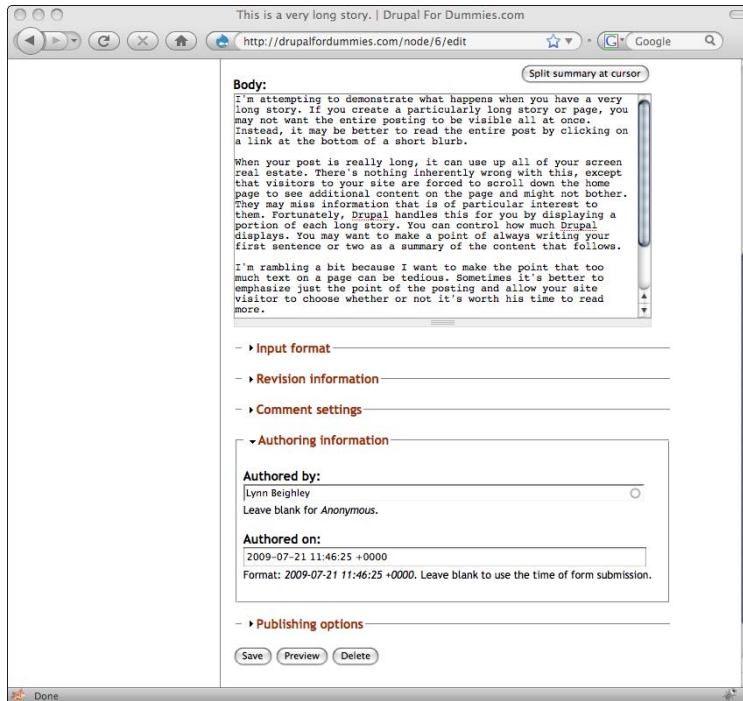 This is a very long story. | Drupal For Dummies.com
http://drupalfordummies.com/node/6/edit
G
Google
Split summary at cursor
Body:
I'm attempting to demonstrate what happens when you have a very
long story. If you create a particularly long story or page, you
may not want the entire posting to be visible all at once.
Instead, it may be better to read the entire post by clicking on
a link at the bottom of a short blurb.
When your post is really long, it can use up all of your screen
real estate. There's nothing inherently wrong with this, except
that visitors to your site are forced to scroll down the home
page to see additional content on the page and might not bother.
They may miss information that is of particular interest to
them. Fortunately, Drupal handles this for you by displaying a
portion of each long story. You can control how much Drupal
displays. You may want to make a point of always writing your
first sentence or two as a summary of the content that follows.
I'm rambling a bit because I want to make the point that too
much text on a page can be tedious. Sometimes it's better to
emphasize just the point of the posting and allow your site
visitor to choose whether or not it's worth his time to read
more.
Input format
Revision information
Comment settings
Authoring information
Authored by:
Lynn Beighley
Leave blank for Anonymous.
Authored on:
2009-07-21 11:46:25 +0000
Format: 2009-07-21 11:46:25 +0000. Leave blank to use the time of form submission.
Publishing options
Save
Preview
Delete
Done